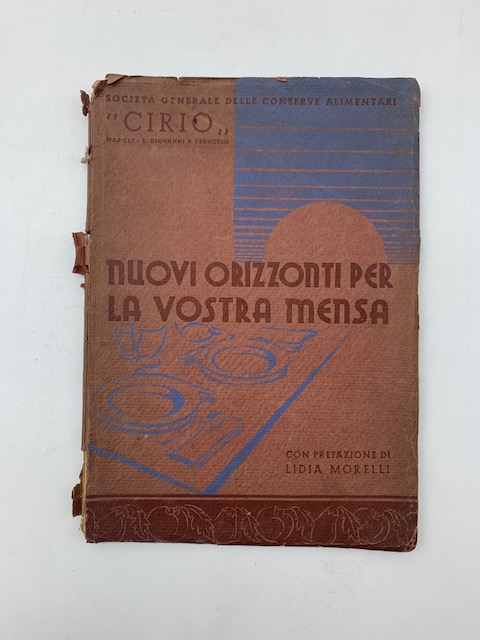 SOCIETÀ GENERALE DELLE CONSERVE ALIMENTARI
"CIRIO„
NAPOLI - S. GIOVANNI A TEDUCCIO
NUOVI ORIZZONTI PER
LA VOSTRA MENSA
CON PREFAZIONE DI
LIDIA MORELLI